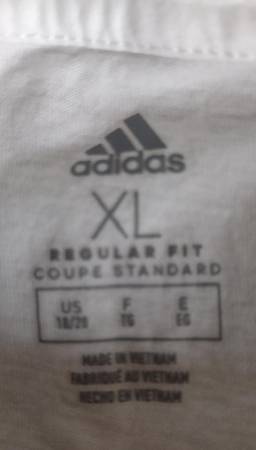 adidas
XL
REGULAR FIT
COUPE STANDARD
US F E
18/20 TG EG
MADE IN VIETNAM
FABRIQUÉ AU VIETNAM
HECHO EN VIETNAM